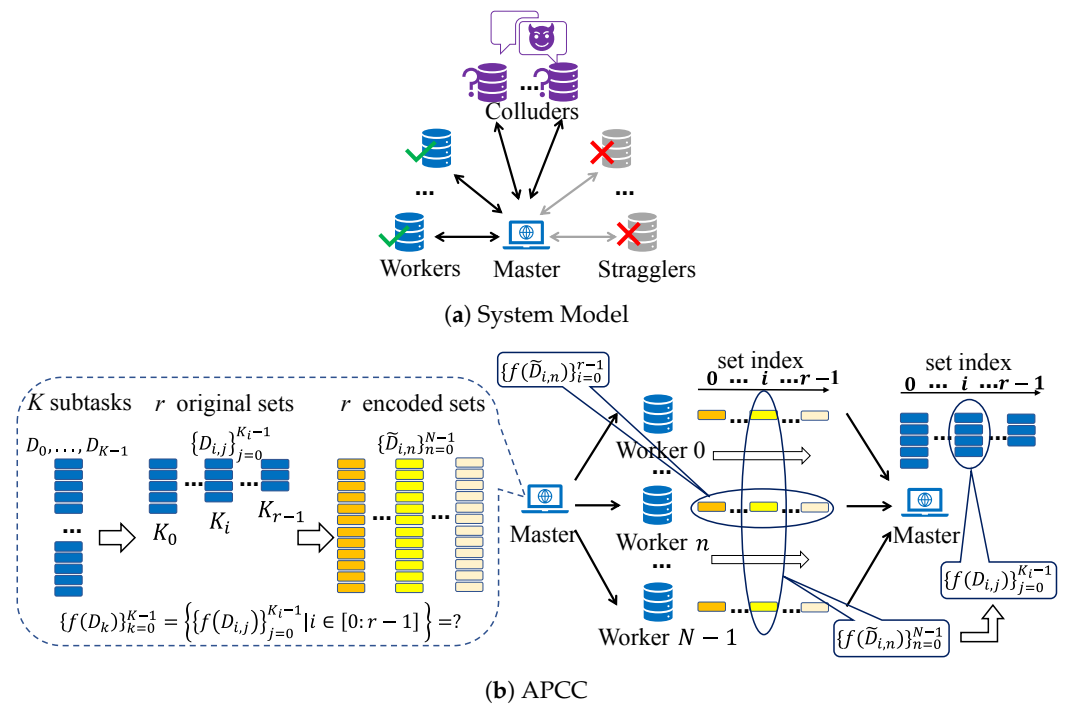 ? ... ?
Colluders
...
...
Workers
Master
Stragglers
(a) System Model
K subtasks
r original sets
r encoded sets
D₀,...,D_{K−1}
{D_{i,j}}_{j=0}^{K_i−1}
{D̃_{i,n}}_{n=0}^{N−1}
... ...
... ...
...
K₀
K_i
K_{r−1}
{f(D_k)}_{k=0}^{K−1} = {{f(D_{i,j})}_{j=0}^{K_i−1} | i ∈ [0: r − 1]} =?
Master
{f(D̃_{i,n})}_{i=0}^{r−1}
set index
0 ... i ... r − 1
... ...
Worker 0
...
... ...
Worker n
...
... ...
Worker N − 1
{f(D̃_{i,n})}_{n=0}^{N−1}
set index
0 ... i ... r − 1
... ...
Master
{f(D_{i,j})}_{j=0}^{K_i−1}
(b) APCC